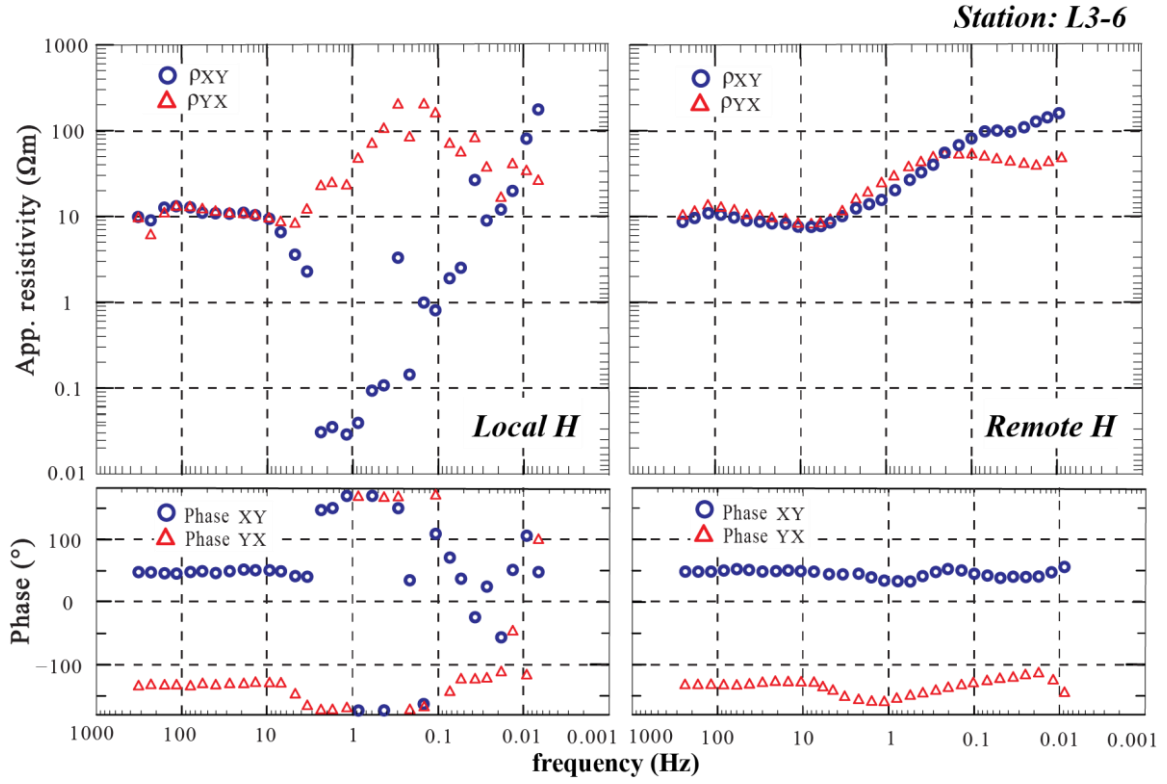 Station: L3-6
App. resistivity (Ωm)
1000
100
10
1
0.1
0.01
ρXY
ρYX
Local H
ρXY
ρYX
Remote H
Phase (°)
100
0
−100
Phase XY
Phase YX
Phase XY
Phase YX
1000 100 10 1 0.1 0.01 0.001
1000 100 10 1 0.1 0.01 0.001
frequency (Hz)